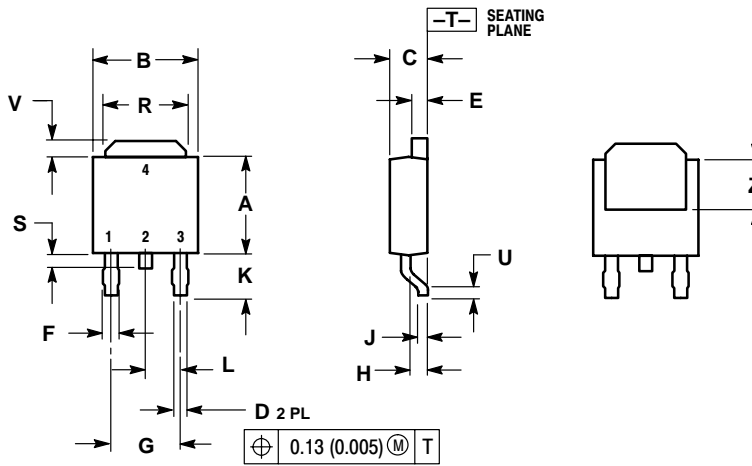 –T–
SEATING
PLANE
B
C
V
R
E
4
A
S
1 2 3
K
U
F
J
L
H
D 2 PL
G
⌖ 0.13 (0.005) Ⓜ T
Z